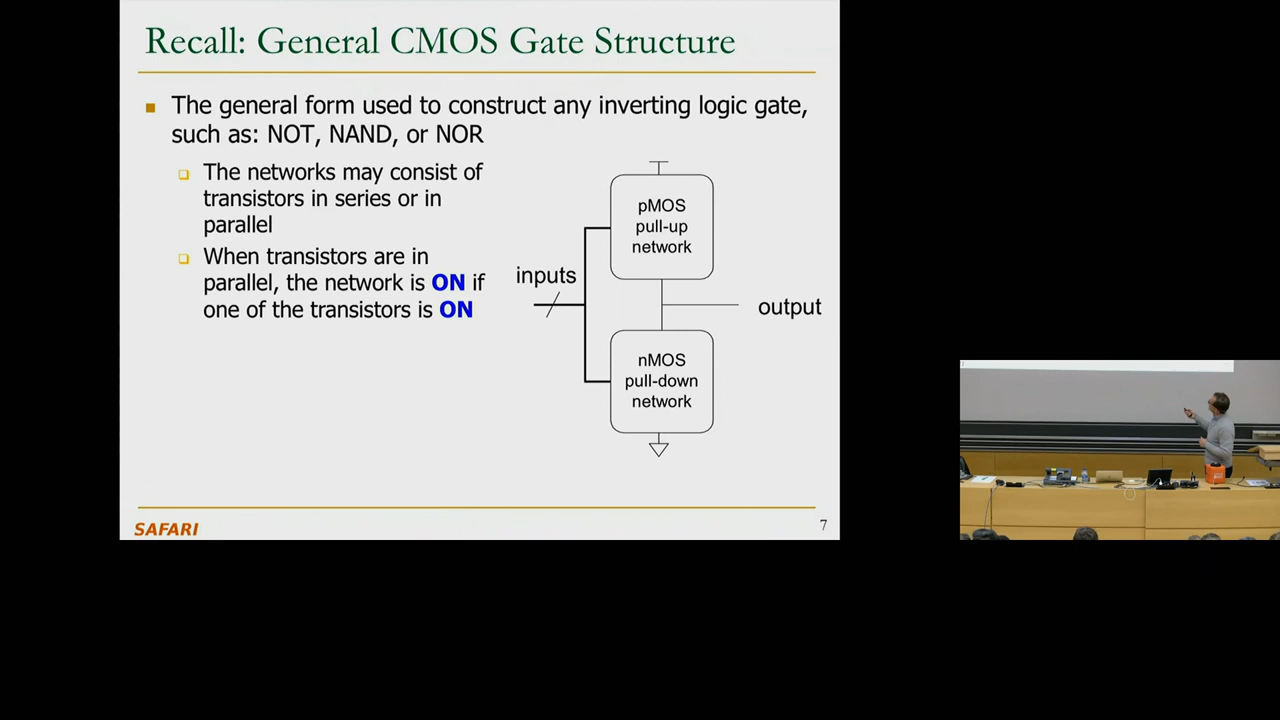 Recall: General CMOS Gate Structure
The general form used to construct any inverting logic gate,
such as: NOT, NAND, or NOR
The networks may consist of
transistors in series or in
parallel
When transistors are in
parallel, the network is ON if
one of the transistors is ON
pMOS
pull-up
network
inputs
output
nMOS
pull-down
network
SAFARI
7